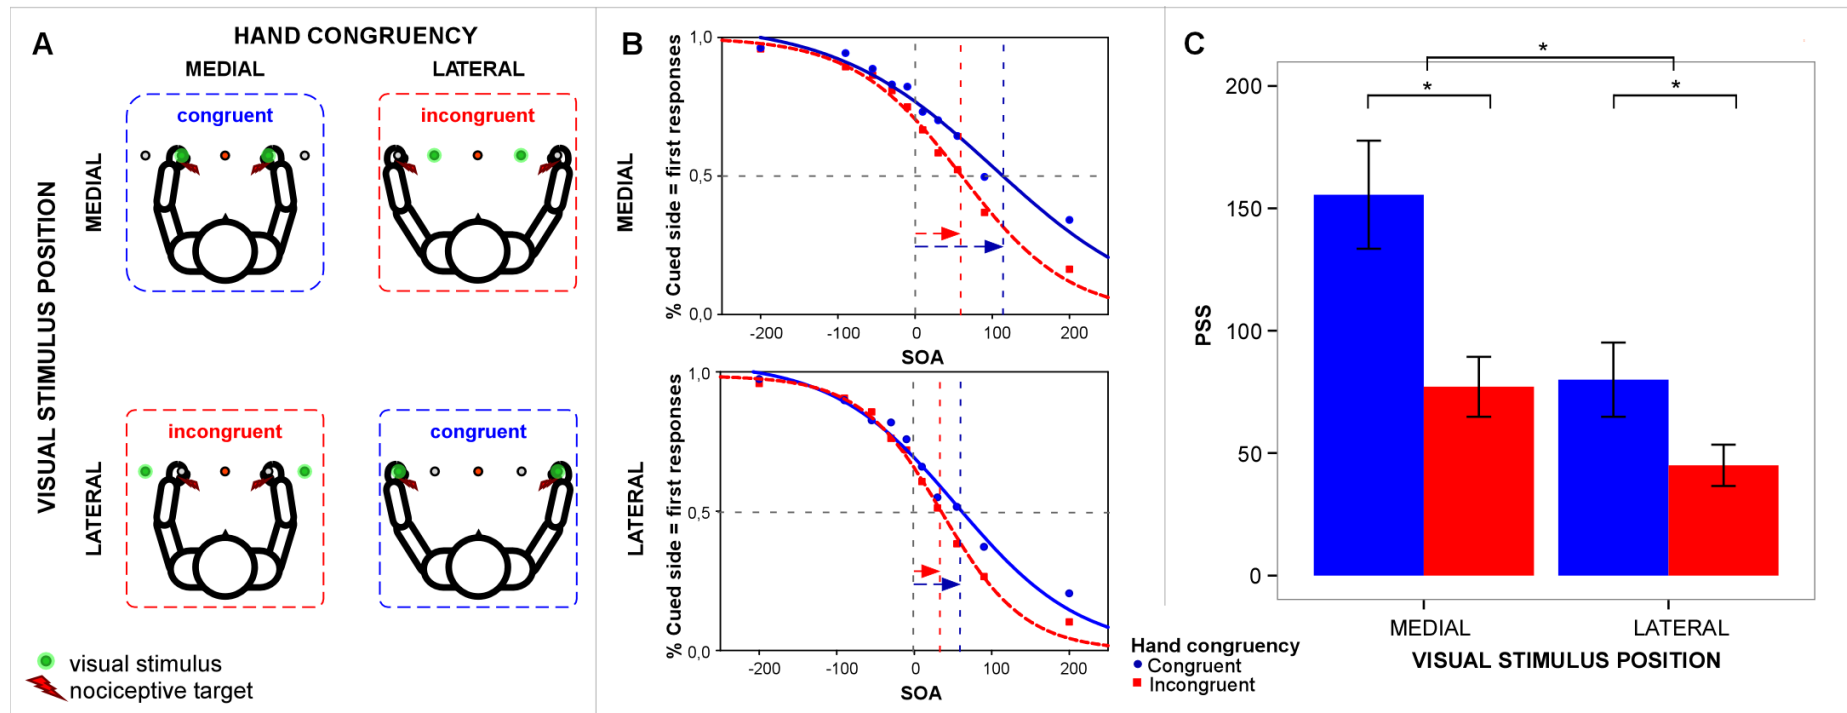 A
HAND CONGRUENCY
MEDIAL
LATERAL
VISUAL STIMULUS POSITION
MEDIAL
congruent
incongruent
LATERAL
incongruent
congruent
visual stimulus
nociceptive target
B
MEDIAL
% Cued side = first responses
1,0
0,5
0,0
-200 -100 0 100 200
SOA
LATERAL
% Cued side = first responses
1,0
0,5
0,0
-200 -100 0 100 200
SOA
Hand congruency
Congruent
Incongruent
C
*
* *
PSS
200
150
100
50
0
MEDIAL LATERAL
VISUAL STIMULUS POSITION